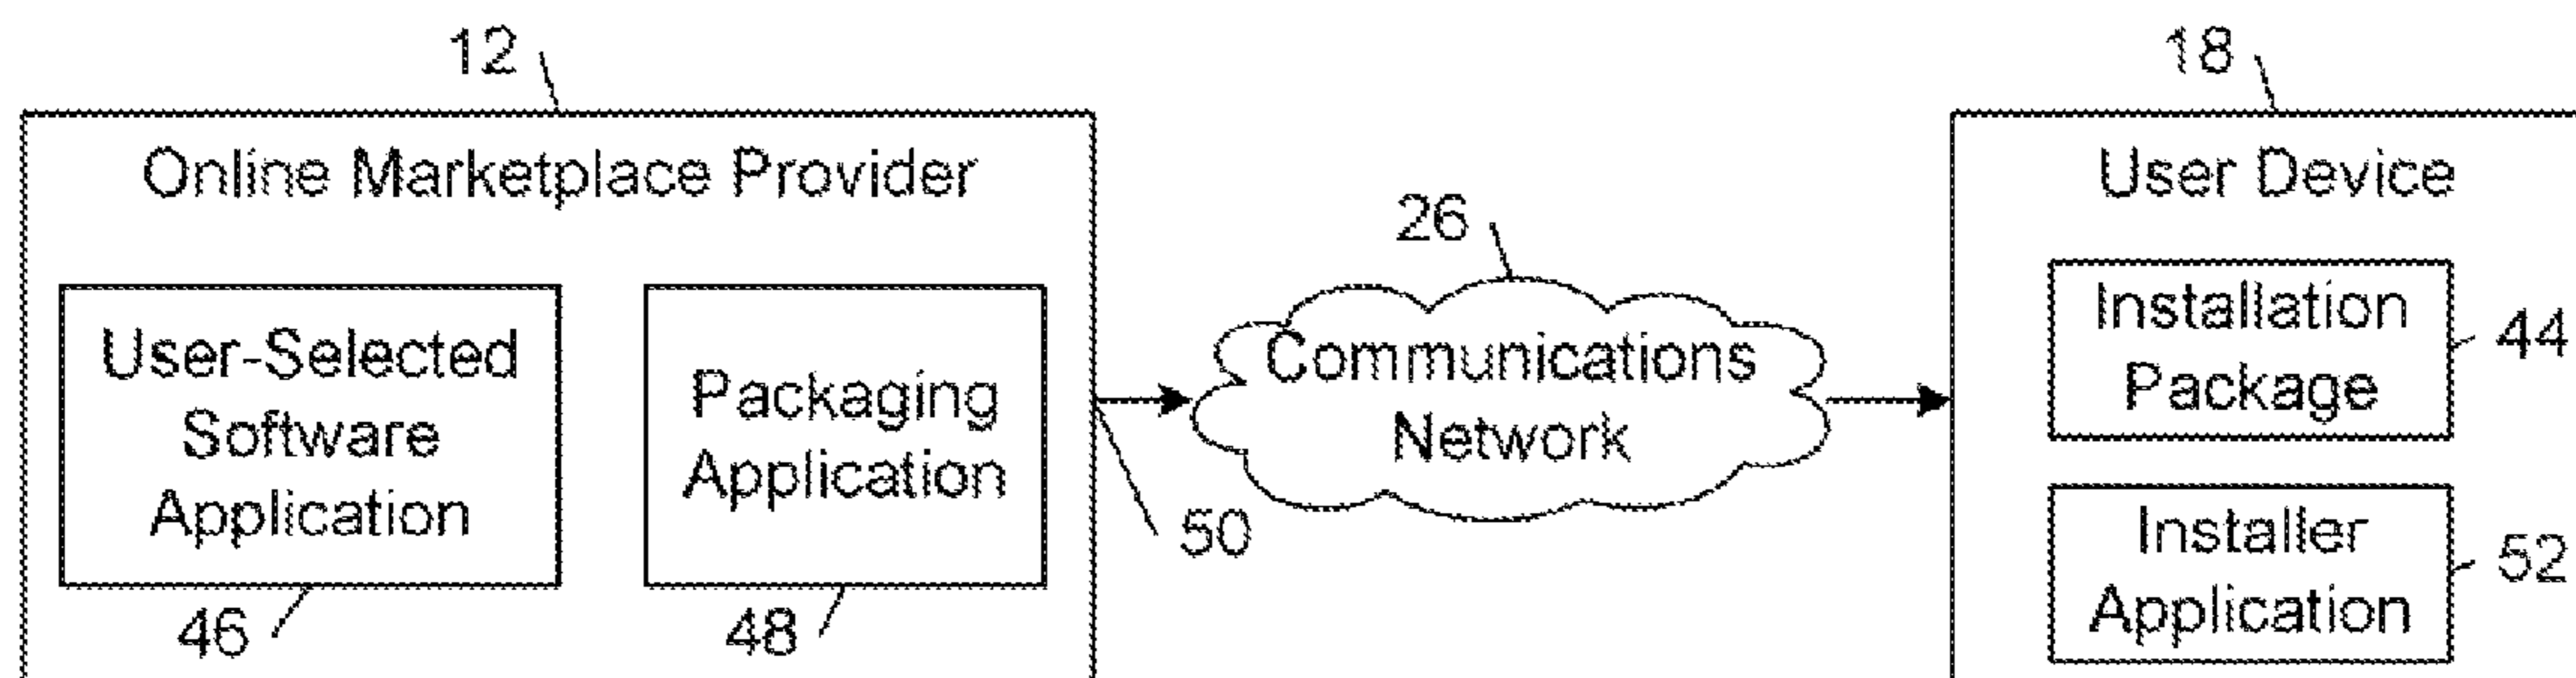 12
18
Online Marketplace Provider
User Device
26
User-Selected
Software
Application
Packaging
Application
Communications
Network
Installation
Package
44
50
Installer
Application
52
46
48